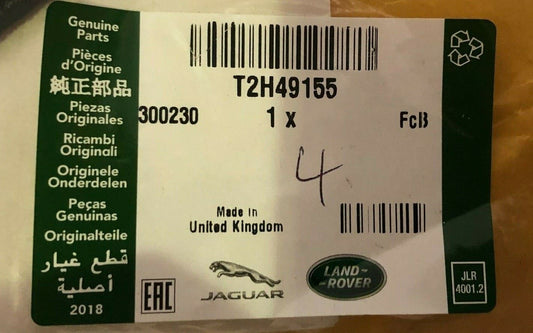 Genuine
Parts
Pièces
d'Origine
純正部品
Piezas
Originales
Ricambi
Originali
Originele
Onderdelen
Peças
Genuinas
Originalteile
قطع غيار
أصلية
2018
T2H49155
300230 1 x FcB
4
Made in
United Kingdom
EAC
JAGUAR
LAND-
-ROVER
JLR
4001.2